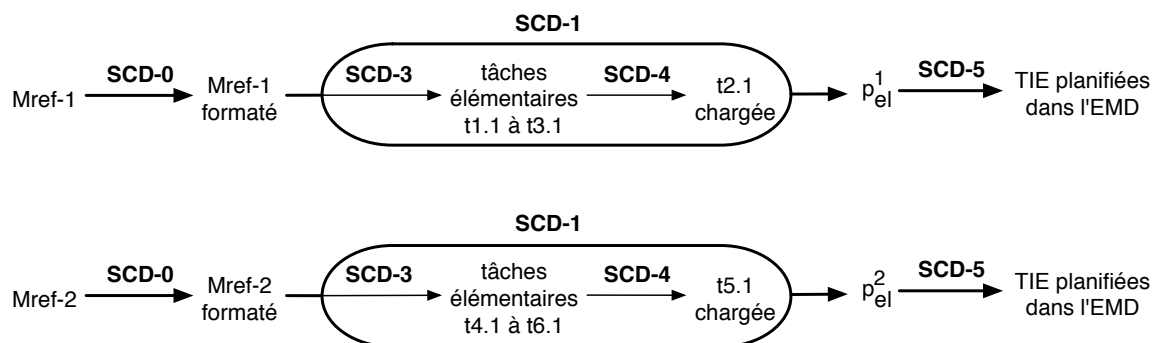 SCD-1
SCD-0 SCD-3 tâches SCD-4 SCD-5
Mref-1 Mref-1 élémentaires t2.1 p1el TIE planifiées
formaté t1.1 à t3.1 chargée dans l'EMD
SCD-1
SCD-0 SCD-3 tâches SCD-4 SCD-5
Mref-2 Mref-2 élémentaires t5.1 p2el TIE planifiées
formaté t4.1 à t6.1 chargée dans l'EMD